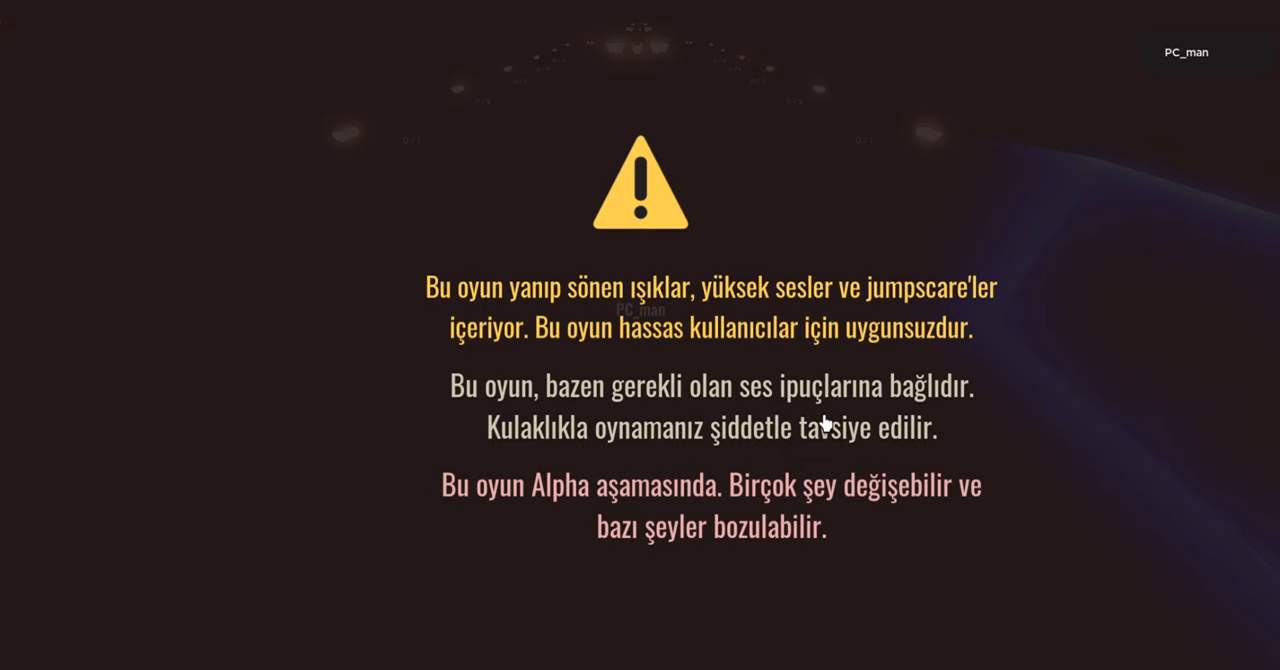 PC_man
Bu oyun yanıp sönen ışıklar, yüksek sesler ve jumpscare'ler
PC_man
içeriyor. Bu oyun hassas kullanıcılar için uygunsuzdur.
Bu oyun, bazen gerekli olan ses ipuçlarına bağlıdır.
Kulaklıkla oynamanız şiddetle tavsiye edilir.
Bu oyun Alpha aşamasında. Birçok şey değişebilir ve
bazı şeyler bozulabilir.